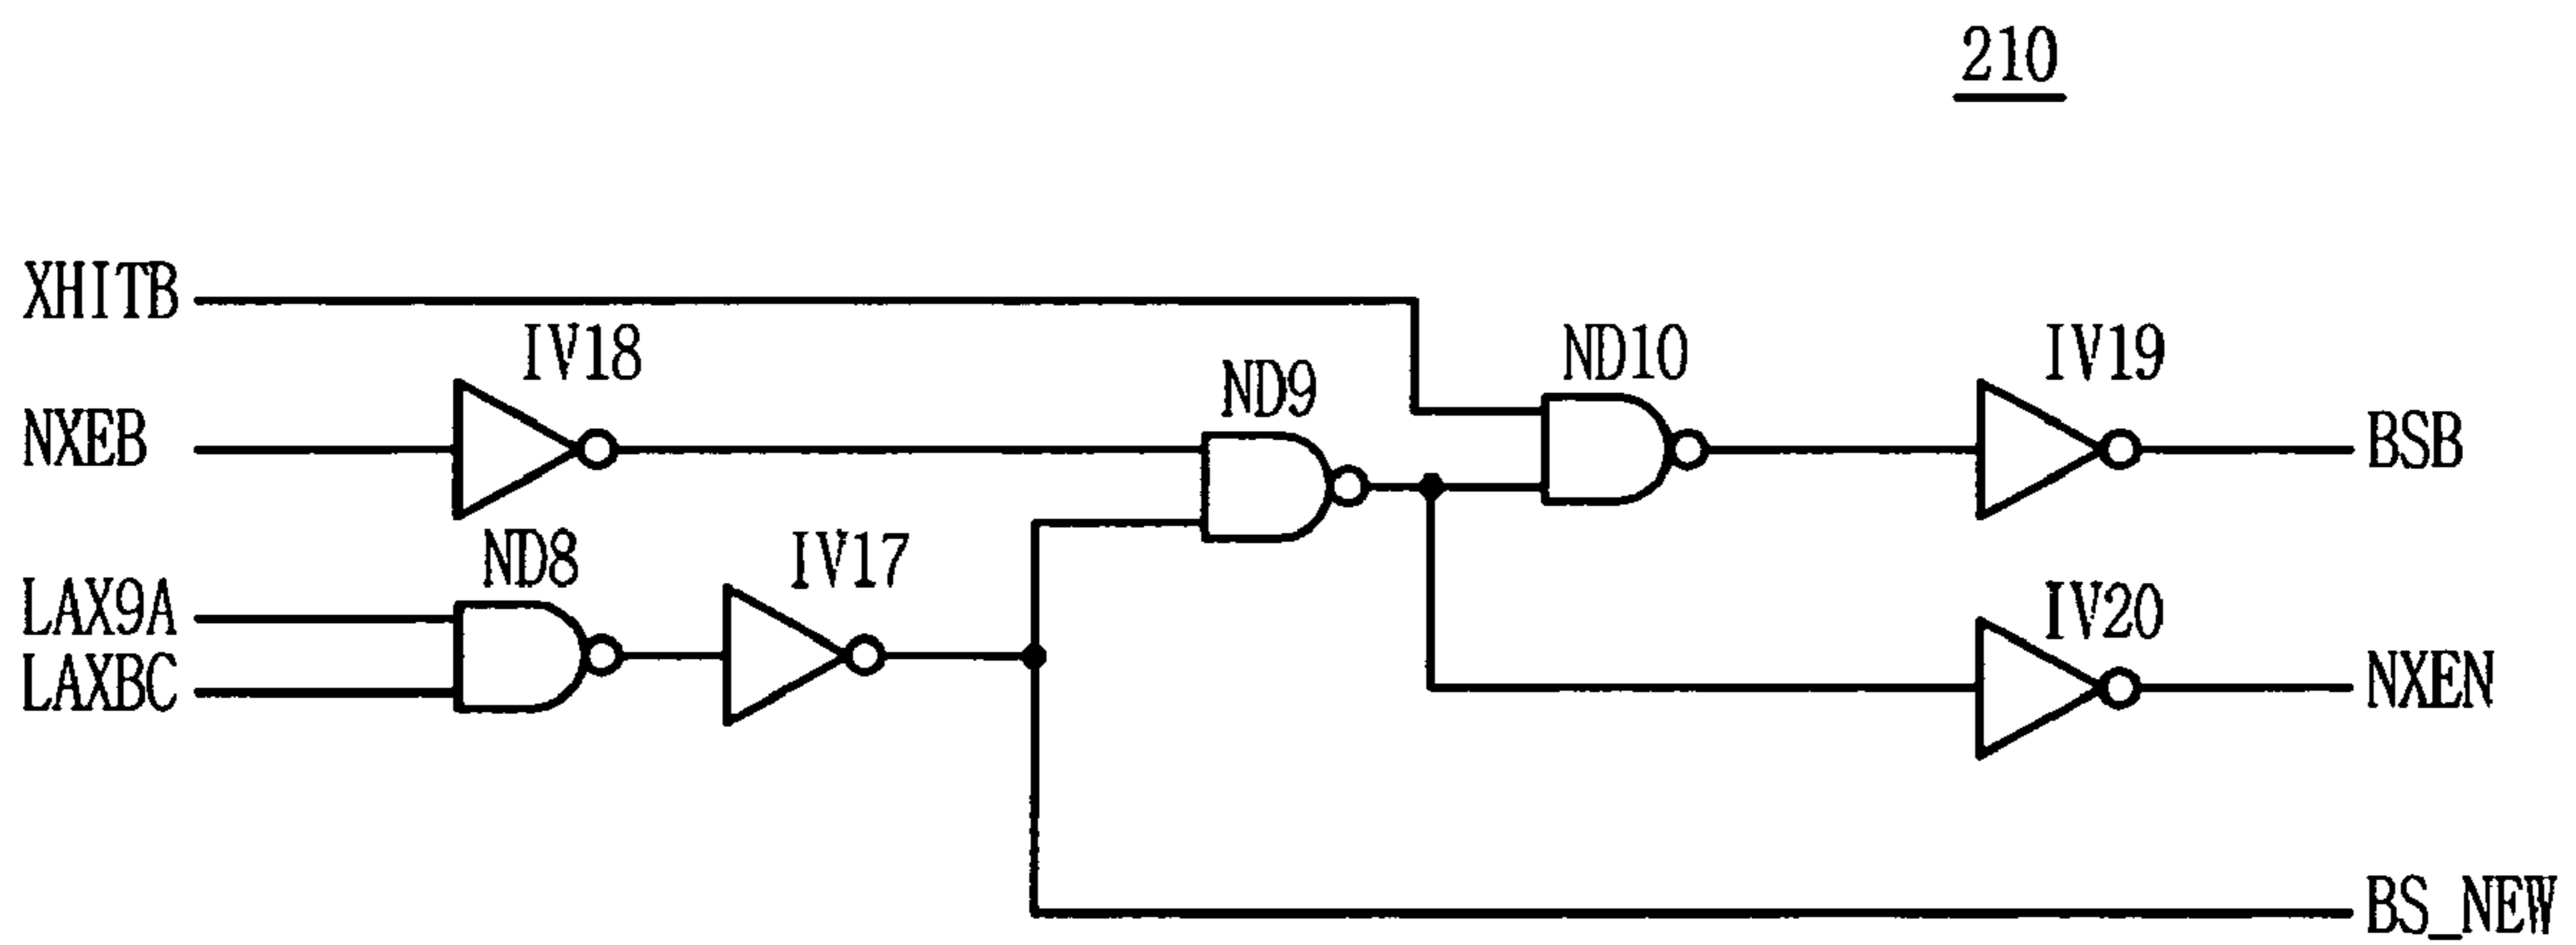 210
XHITB
IV18
ND10
IV19
ND9
NXEB
BSB
ND8
IV17
LAX9A
LAXBC
IV20
NXEN
BS_NEW